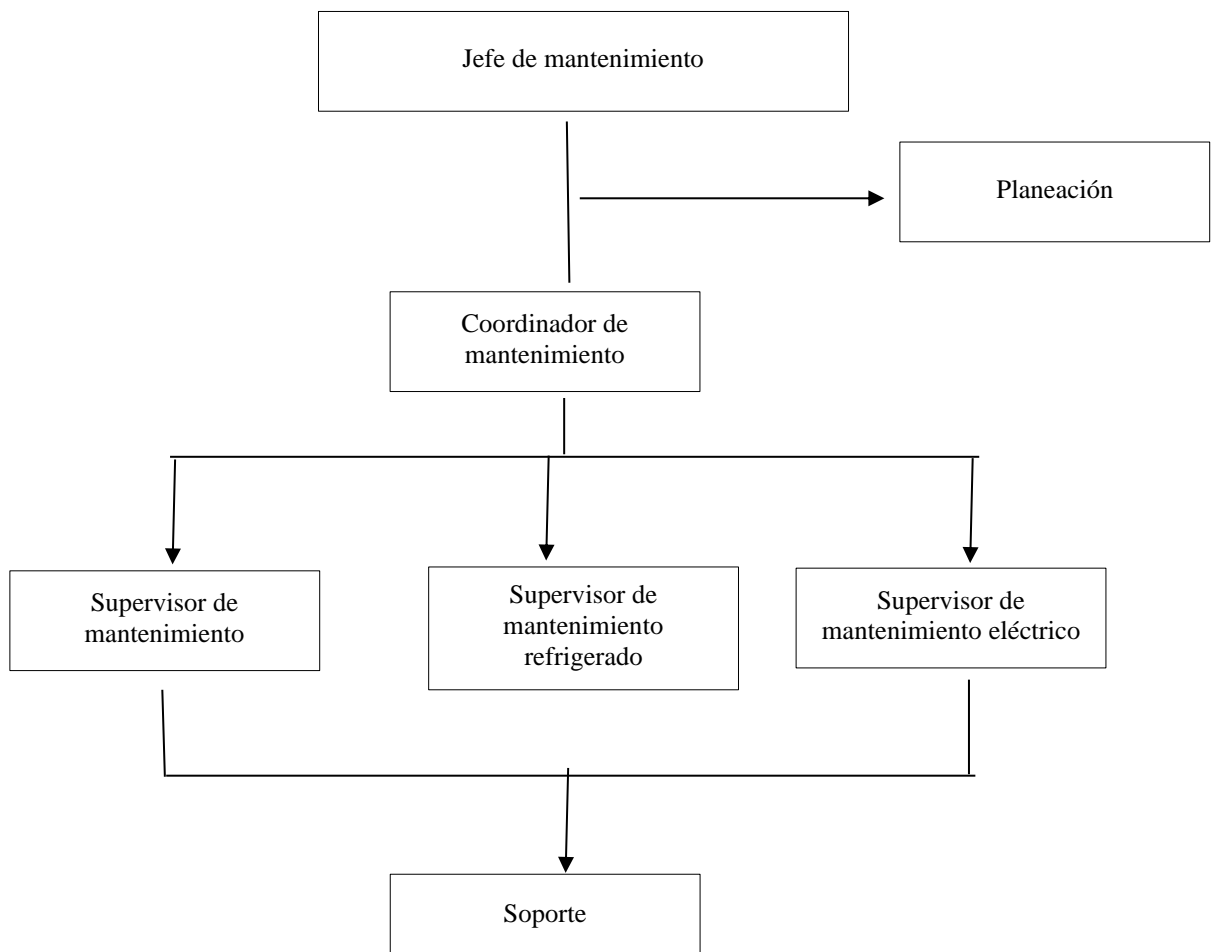 Jefe de mantenimiento
Planeación
Coordinador de
mantenimiento
Supervisor de
mantenimiento
Supervisor de
mantenimiento
refrigerado
Supervisor de
mantenimiento eléctrico
Soporte